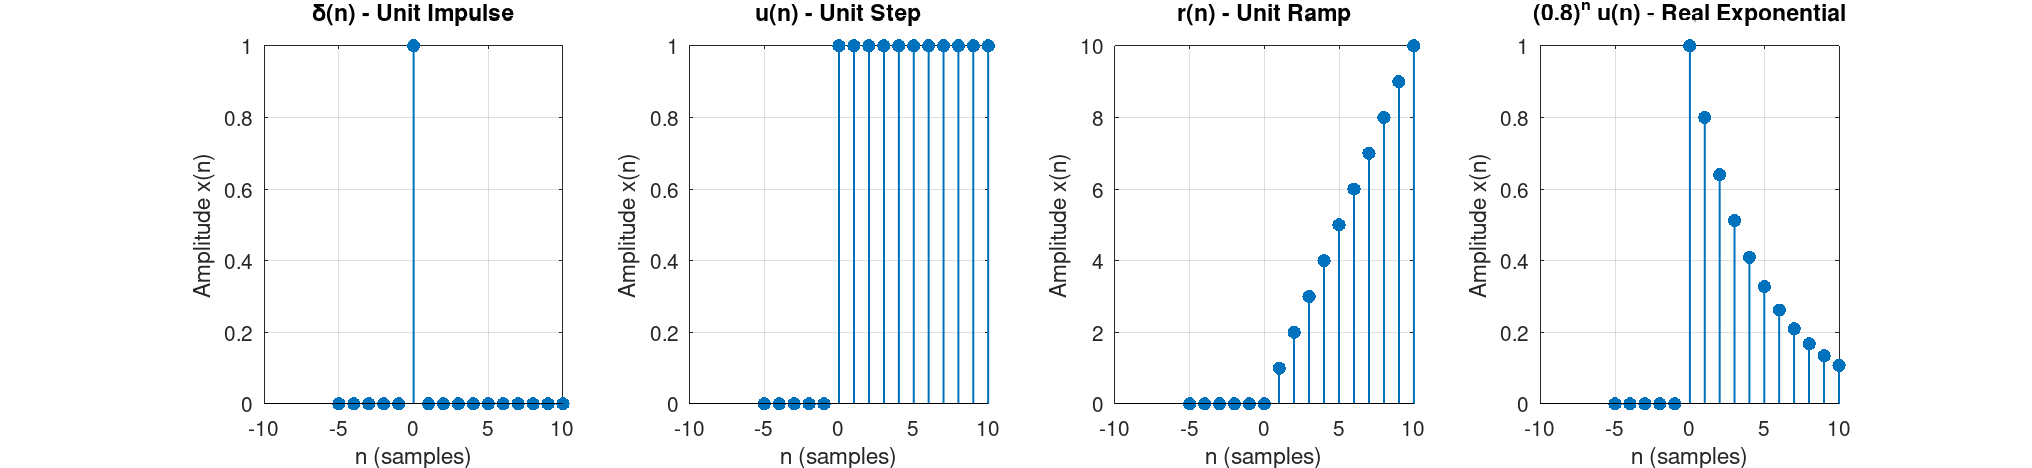 δ(n) - Unit Impulse
1
0.8
0.6
0.4
0.2
0
-10 -5 0 5 10
Amplitude x(n)
n (samples)
u(n) - Unit Step
1
0.8
0.6
0.4
0.2
0
-10 -5 0 5 10
Amplitude x(n)
n (samples)
r(n) - Unit Ramp
10
8
6
4
2
0
-10 -5 0 5 10
Amplitude x(n)
n (samples)
(0.8)ⁿ u(n) - Real Exponential
1
0.8
0.6
0.4
0.2
0
-10 -5 0 5 10
Amplitude x(n)
n (samples)